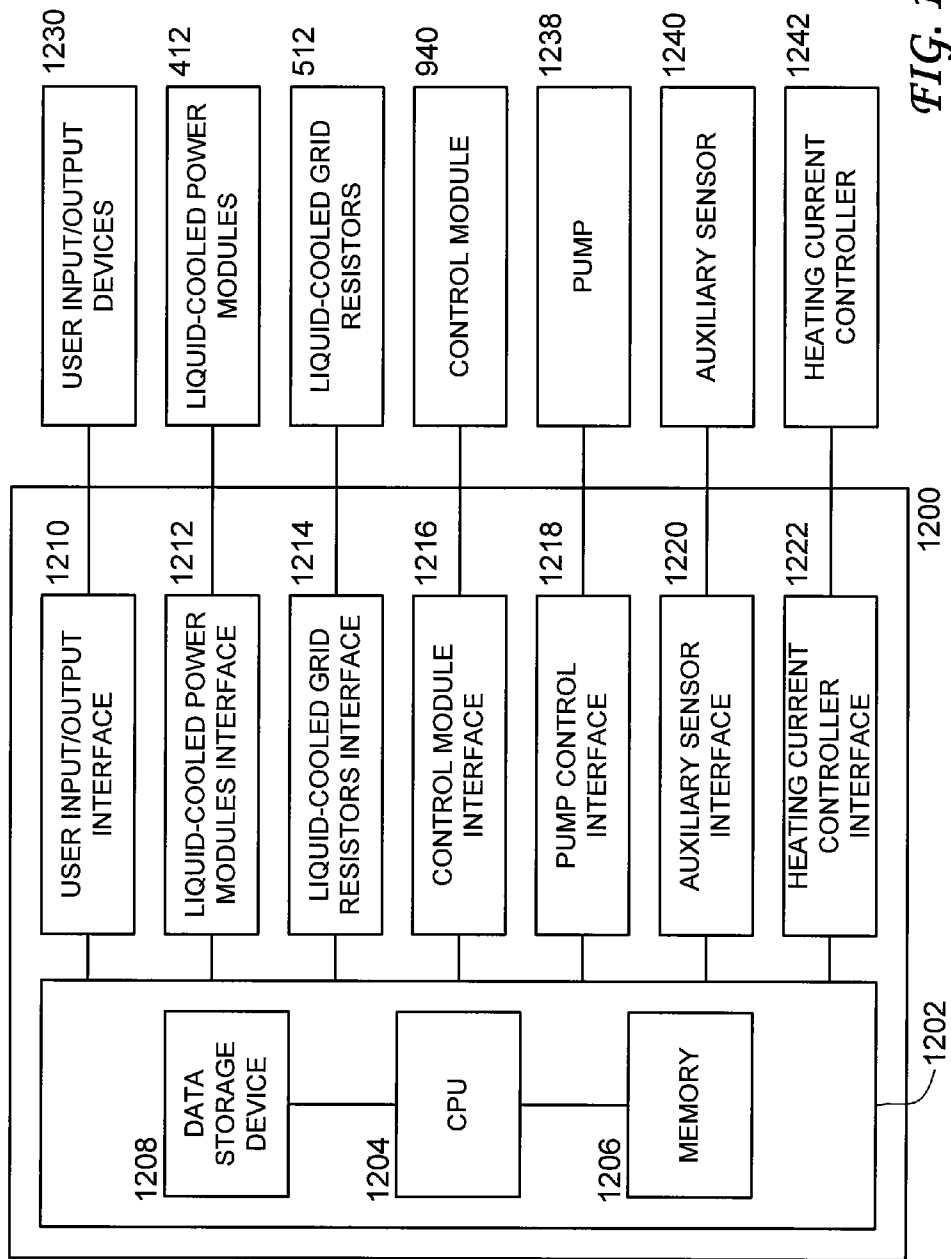 1208
DATA
STORAGE
DEVICE
1204
CPU
1206
MEMORY
1202
USER INPUT/OUTPUT
INTERFACE
1210
LIQUID-COOLED POWER
MODULES INTERFACE
1212
LIQUID-COOLED GRID
RESISTORS INTERFACE
1214
CONTROL MODULE
INTERFACE
1216
PUMP CONTROL
INTERFACE
1218
AUXILIARY SENSOR
INTERFACE
1220
HEATING CURRENT
CONTROLLER
INTERFACE
1222
1200
USER INPUT/OUTPUT
DEVICES
1230
LIQUID-COOLED POWER
MODULES
412
LIQUID-COOLED GRID
RESISTORS
512
CONTROL MODULE
940
PUMP
1238
AUXILIARY SENSOR
1240
HEATING CURRENT
CONTROLLER
1242
FIG.